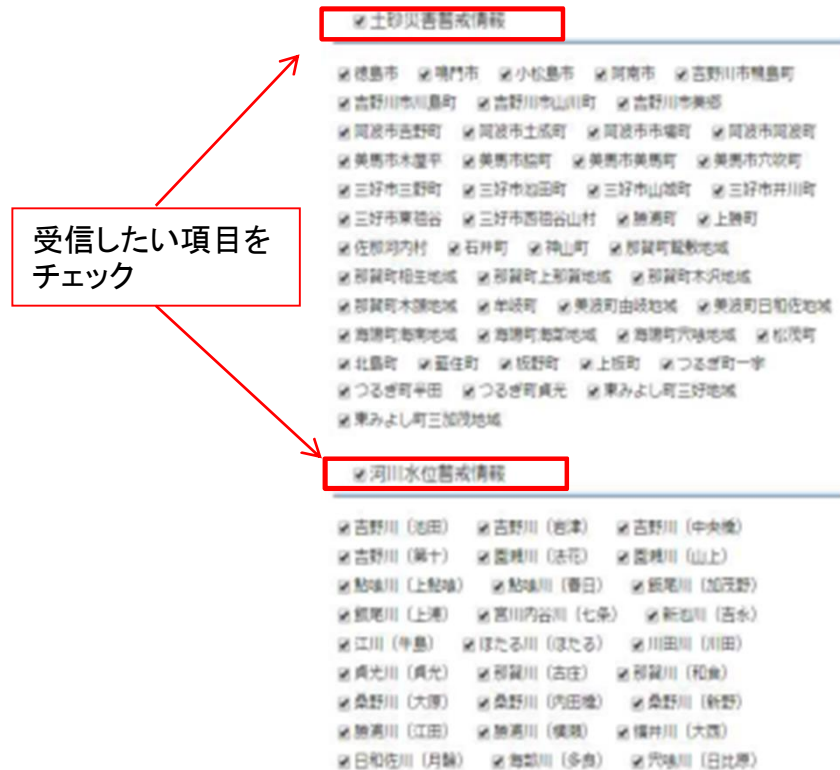 土砂災害警戒情報
徳島市 鳴門市 小松島市 阿南市 吉野川市鴨島町
吉野川市川島町 吉野川市山川町 吉野川市美郷
阿波市吉野町 阿波市土成町 阿波市市場町 阿波市阿波町
美馬市木屋平 美馬市脇町 美馬市美馬町 美馬市穴吹町
三好市三野町 三好市池田町 三好市山城町 三好市井川町
三好市東祖谷 三好市西祖谷山村 勝浦町 上勝町
受信したい項目を
チェック
佐那河内村 石井町 神山町 那賀町鷲敷地域
那賀町相生地域 那賀町上那賀地域 那賀町木沢地域
那賀町木頭地域 牟岐町 美波町由岐地域 美波町日和佐地域
海陽町海南地域 海陽町海部地域 海陽町宍喰地域 松茂町
北島町 藍住町 板野町 上板町 つるぎ町一宇
つるぎ町半田 つるぎ町貞光 東みよし町三好地域
東みよし町三加茂地域
河川水位警戒情報
吉野川（池田） 吉野川（岩津） 吉野川（中央橋）
吉野川（第十） 園瀬川（法花） 園瀬川（山上）
鮎喰川（上鮎喰） 鮎喰川（春日） 飯尾川（加茂野）
飯尾川（上浦） 宮川内谷川（七条） 新池川（吉永）
江川（牛島） ほたる川（ほたる） 川田川（川田）
貞光川（貞光） 那賀川（古庄） 那賀川（和食）
桑野川（大原） 桑野川（内田橋） 桑野川（新野）
勝浦川（江田） 勝浦川（横瀬） 福井川（大西）
日和佐川（月輪） 海部川（多良） 宍喰川（日比原）